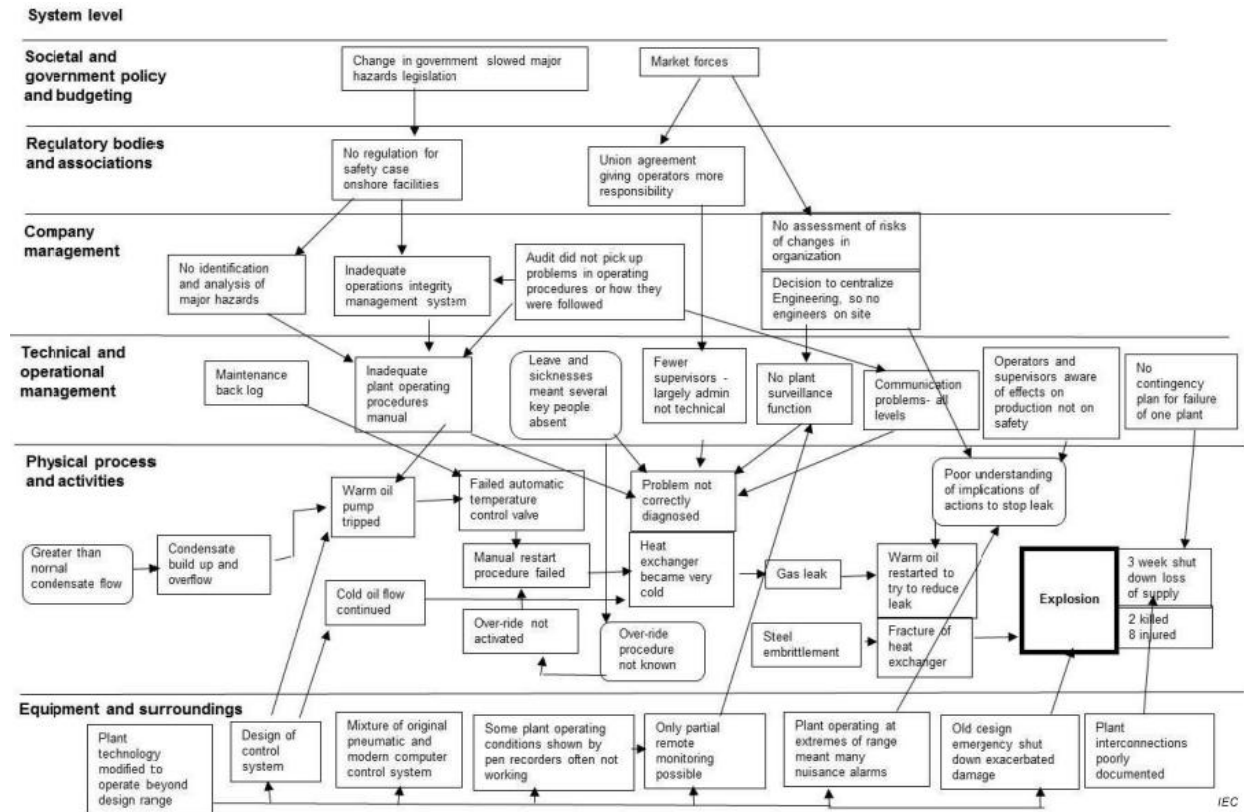 System level
Societal and
government policy
and budgeting
Change in government slowed major
hazards legislation
Market forces
Regulatory bodies
and associations
No regulation for
safety case
onshore facilities
Union agreement
giving operators more
responsibility
Company
management
No identification
and analysis of
major hazards
Inadequate
operations integrity
management system
Audit did not pick up
problems in operating
procedures or how they
were followed
No assessment of risks
of changes in
organization
Decision to centralize
Engineering, so no
engineers on site
Technical and
operational
management
Maintenance
back log
Inadequate
plant operating
procedures
manual
Leave and
sicknesses
meant several
key people
absent
Fewer
supervisors -
largely admin
not technical
No plant
surveillance
function
Communication
problems- all
levels
Operators and
supervisors aware
of effects on
production not on
safety
No
contingency
plan for failure
of one plant
Physical process
and activities
Greater than
normal
condensate flow
Condensate
build up and
overflow
Warm oil
pump
tripped
Failed automatic
temperature
control valve
Manual restart
procedure failed
Cold oil flow
continued
Over-ride not
activated
Problem not
correctly
diagnosed
Heat
exchanger
became very
cold
Over-ride
procedure
not known
Gas leak
Poor understanding
of implications of
actions to stop leak
Warm oil
restarted to
try to reduce
leak
Steel
embrittlement
Fracture of
heat
exchanger
Explosion
3 week shut
down loss
of supply
2 killed
8 injured
Equipment and surroundings
Plant
technology
modified to
operate beyond
design range
Design of
control
system
Mixture of original
pneumatic and
modern computer
control system
Some plant operating
conditions shown by
pen recorders often not
working
Only partial
remote
monitoring
possible
Plant operating at
extremes of range
meant many
nuisance alarms
Old design
emergency shut
down exacerbated
damage
Plant
interconnections
poorly
documented
IEC